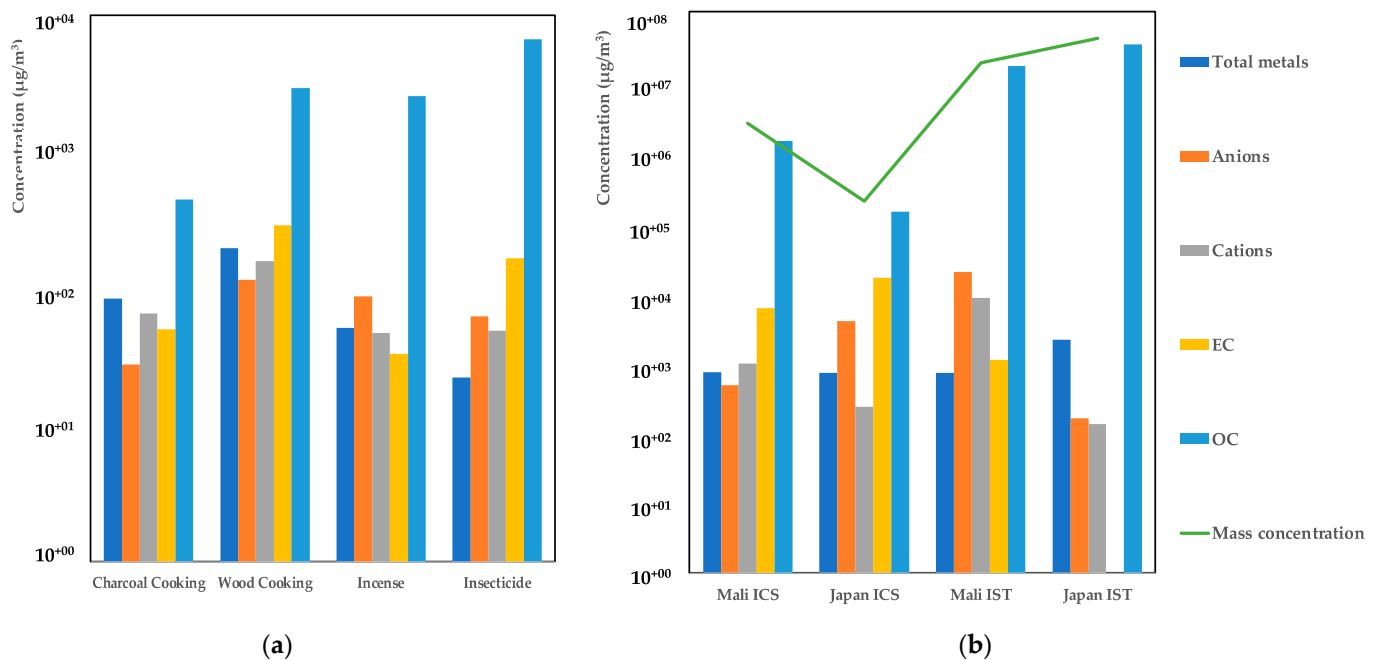 10+04
10+03
10+02
10+01
10+00
Concentration (µg/m3)
Charcoal Cooking
Wood Cooking
Incense
Insecticide
(a)
10+08
10+07
10+06
10+05
10+04
10+03
10+02
10+01
10+00
Concentration (µg/m3)
Mali ICS
Japan ICS
Mali IST
Japan IST
(b)
Total metals
Anions
Cations
EC
OC
Mass concentration